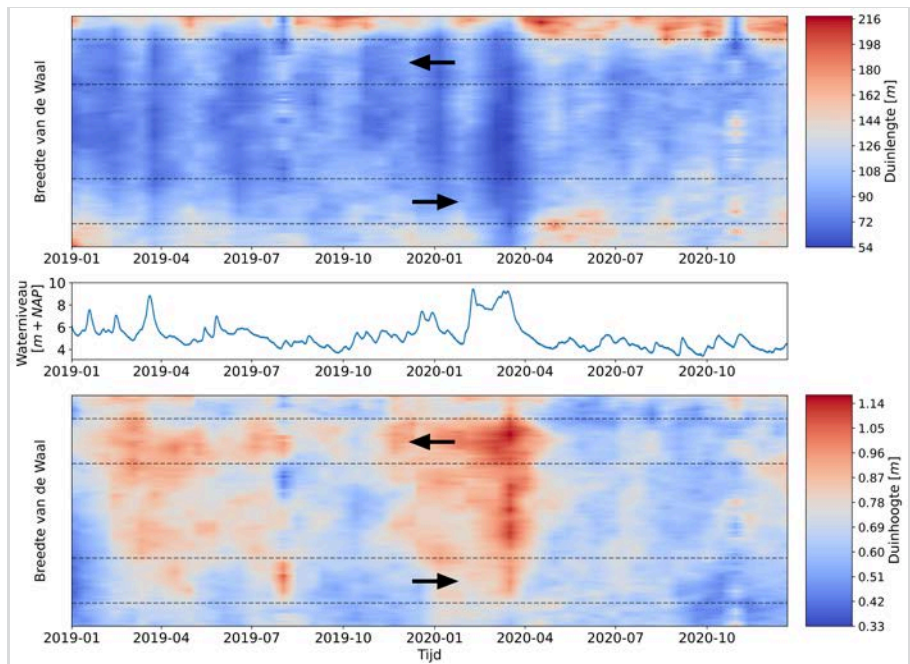 Breedte van de Waal
2019-01 2019-04 2019-07 2019-10 2020-01 2020-04 2020-07 2020-10
216
198
180
162
144
126
108
90
72
54
Duinlengte [m]
Waterniveau
[m + NAP]
10
8
6
4
2019-01 2019-04 2019-07 2019-10 2020-01 2020-04 2020-07 2020-10
Breedte van de Waal
2019-01 2019-04 2019-07 2019-10 2020-01 2020-04 2020-07 2020-10
Tijd
1.14
1.05
0.96
0.87
0.78
0.69
0.60
0.51
0.42
0.33
Duinhoogte [m]